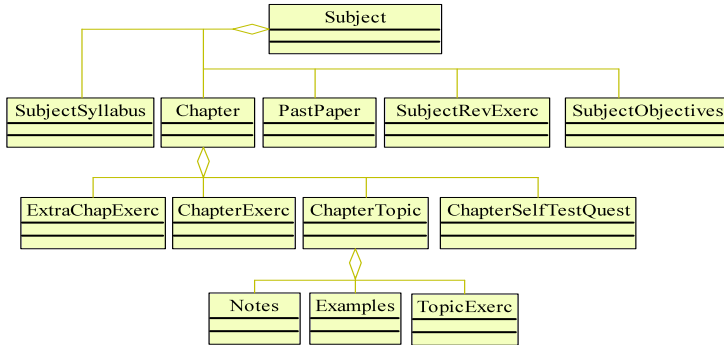 Subject
SubjectSyllabus
Chapter
PastPaper
SubjectRevExerc
SubjectObjectives
ExtraChapExerc
ChapterExerc
ChapterTopic
ChapterSelfTestQuest
Notes
Examples
TopicExerc